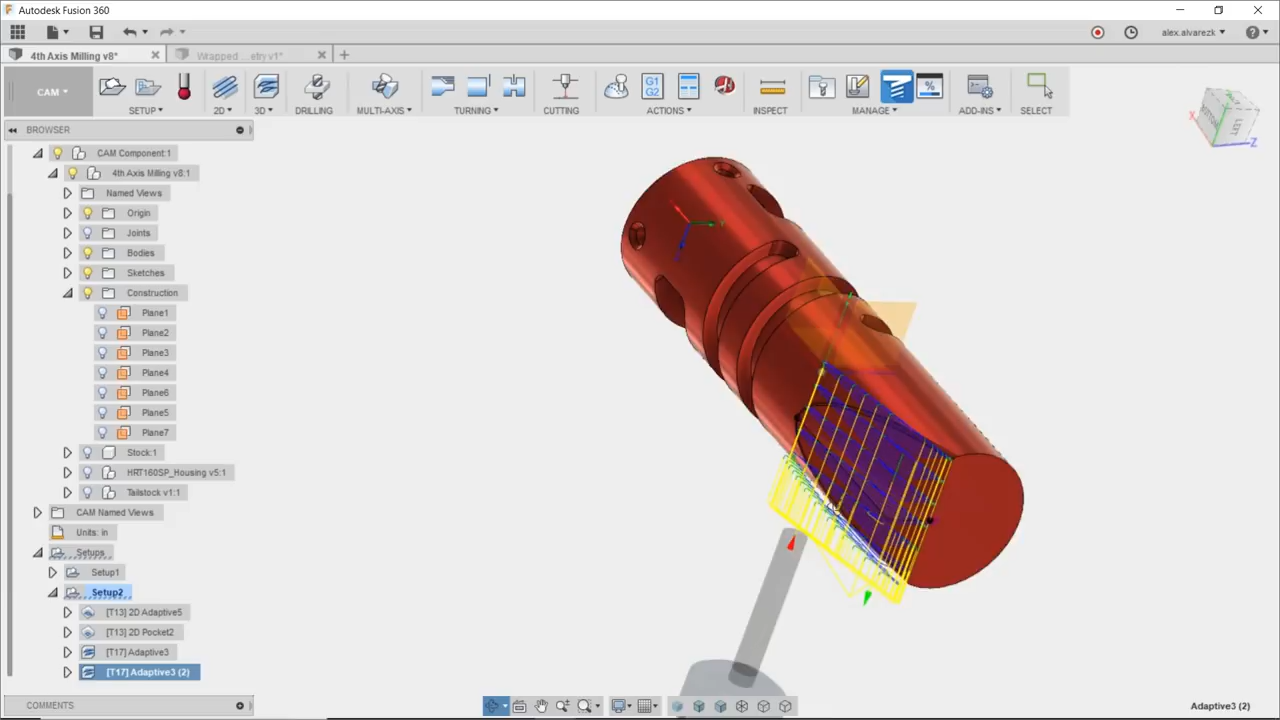 Autodesk Fusion 360
alex.alvarezk
4th Axis Milling v8*
CAM
SETUP
2D
3D
DRILLING
MULTI-AXIS
TURNING
CUTTING
G1
G2
ACTIONS
INSPECT
%
MANAGE
ADD-INS
SELECT
X
Z
BROWSER
CAM Component:1
4th Axis Milling v8:1
Named Views
Origin
Joints
Bodies
Sketches
Construction
Plane1
Plane2
Plane3
Plane4
Plane6
Plane5
Plane7
Stock:1
HRT160SP_Housing v5:1
Tailstock v1:1
CAM Named Views
Units: in
Setups
Setup1
Setup2
[T13] 2D Adaptive5
[T13] 2D Pocket2
[T17] Adaptive3
[T17] Adaptive3 (2)
COMMENTS
Adaptive3 (2)